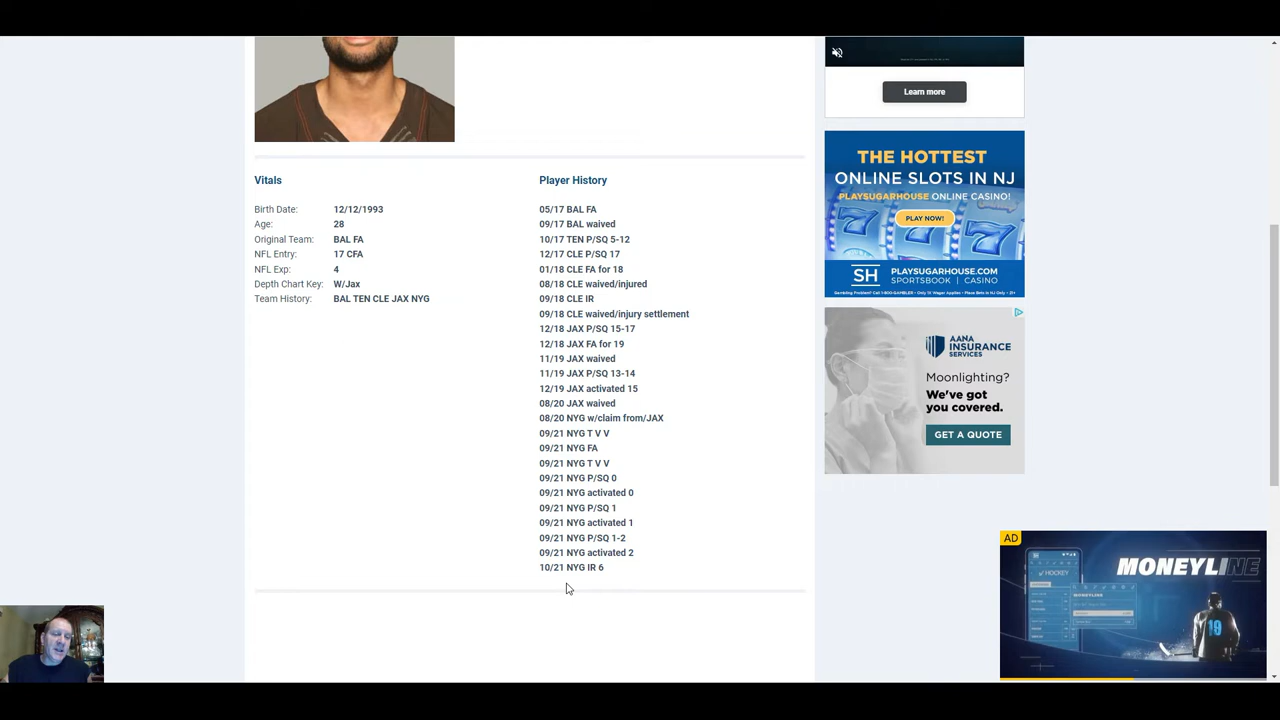 Vitals
Birth Date: 12/12/1993
Age: 28
Original Team: BAL FA
NFL Entry: 17 CFA
NFL Exp: 4
Depth Chart Key: W/Jax
Team History: BAL TEN CLE JAX NYG
Player History
05/17 BAL FA
09/17 BAL waived
10/17 TEN P/SQ 5-12
12/17 CLE P/SQ 17
01/18 CLE FA for 18
08/18 CLE waived/injured
09/18 CLE IR
09/18 CLE waived/injury settlement
12/18 JAX P/SQ 15-17
12/18 JAX FA for 19
11/19 JAX waived
11/19 JAX P/SQ 13-14
12/19 JAX activated 15
08/20 JAX waived
08/20 NYG w/claim from/JAX
09/21 NYG T V V
09/21 NYG FA
09/21 NYG T V V
09/21 NYG P/SQ 0
09/21 NYG activated 0
09/21 NYG P/SQ 1
09/21 NYG activated 1
09/21 NYG P/SQ 1-2
09/21 NYG activated 2
10/21 NYG IR 6
Learn more
THE HOTTEST
ONLINE SLOTS IN NJ
PLAYSUGARHOUSE ONLINE CASINO!
PLAY NOW!
SH PLAYSUGARHOUSE.COM
SPORTSBOOK | CASINO
AANA
INSURANCE
SERVICES
Moonlighting?
We've got
you covered.
GET A QUOTE
AD
MONEYLINE
HOCKEY
19